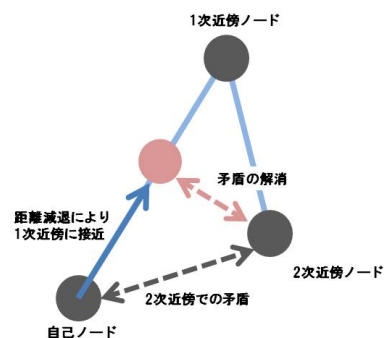 1次近傍ノード
矛盾の解消
距離減退により
1次近傍に接近
2次近傍ノード
2次近傍での矛盾
自己ノード